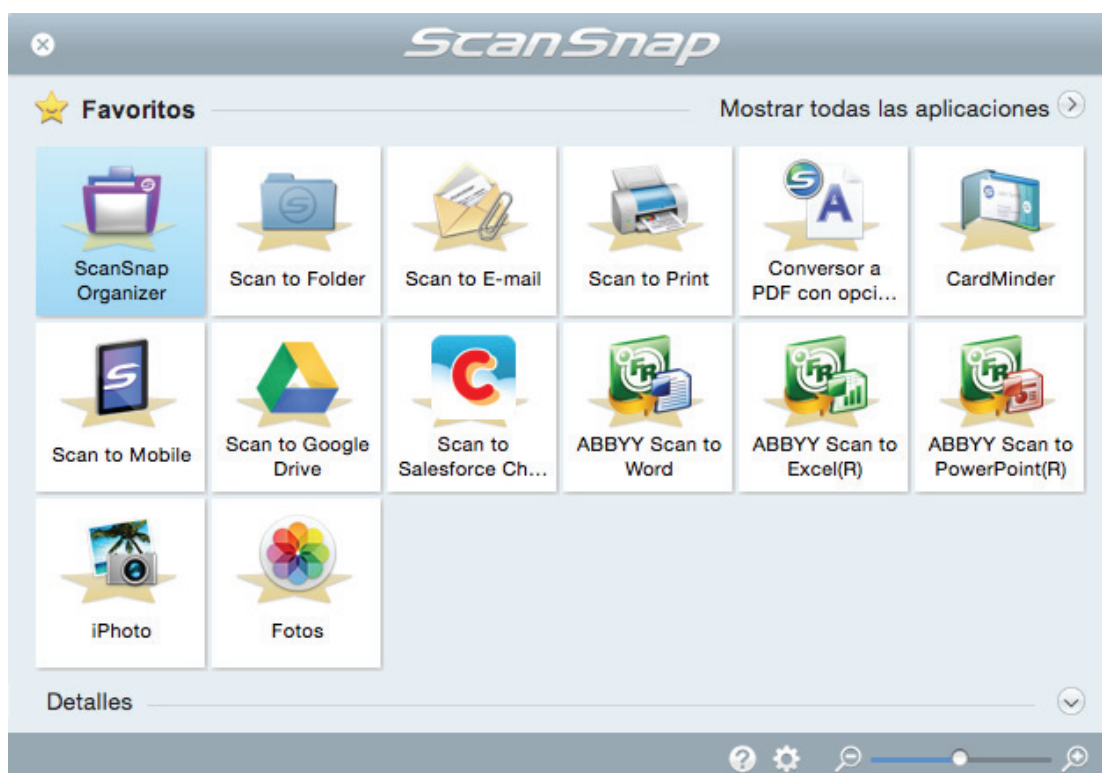 ScanSnap
Favoritos
Mostrar todas las aplicaciones
ScanSnap
Organizer
Scan to Folder
Scan to E-mail
Scan to Print
Conversor a
PDF con opci...
CardMinder
Scan to Mobile
Scan to Google
Drive
Scan to
Salesforce Ch...
ABBYY Scan to
Word
ABBYY Scan to
Excel(R)
ABBYY Scan to
PowerPoint(R)
iPhoto
Fotos
Detalles